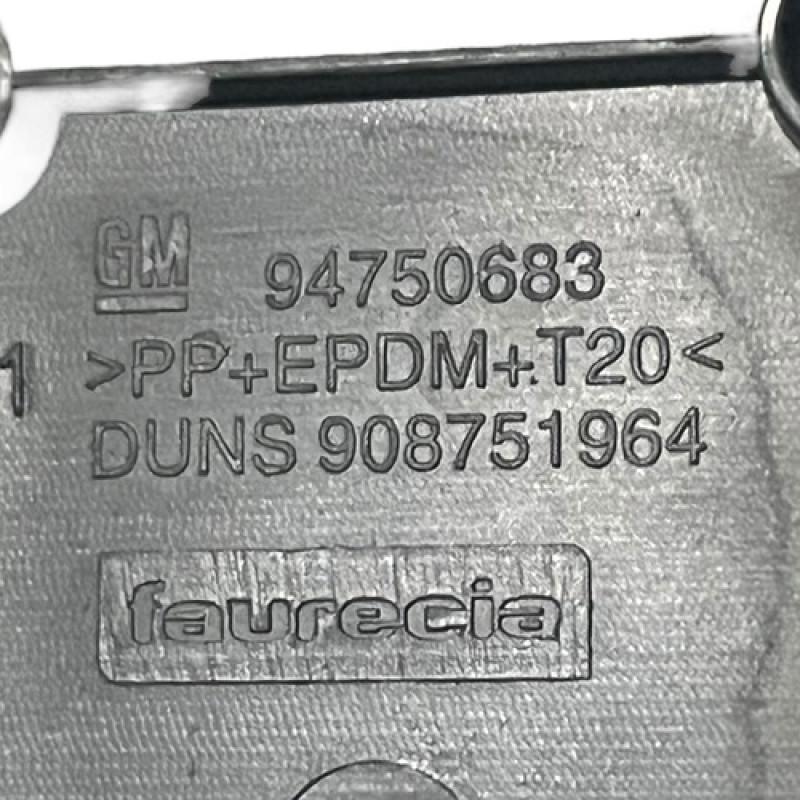 GM 94750683
1 >PP+EPDM+T20<
DUNS 908751964
faurecia